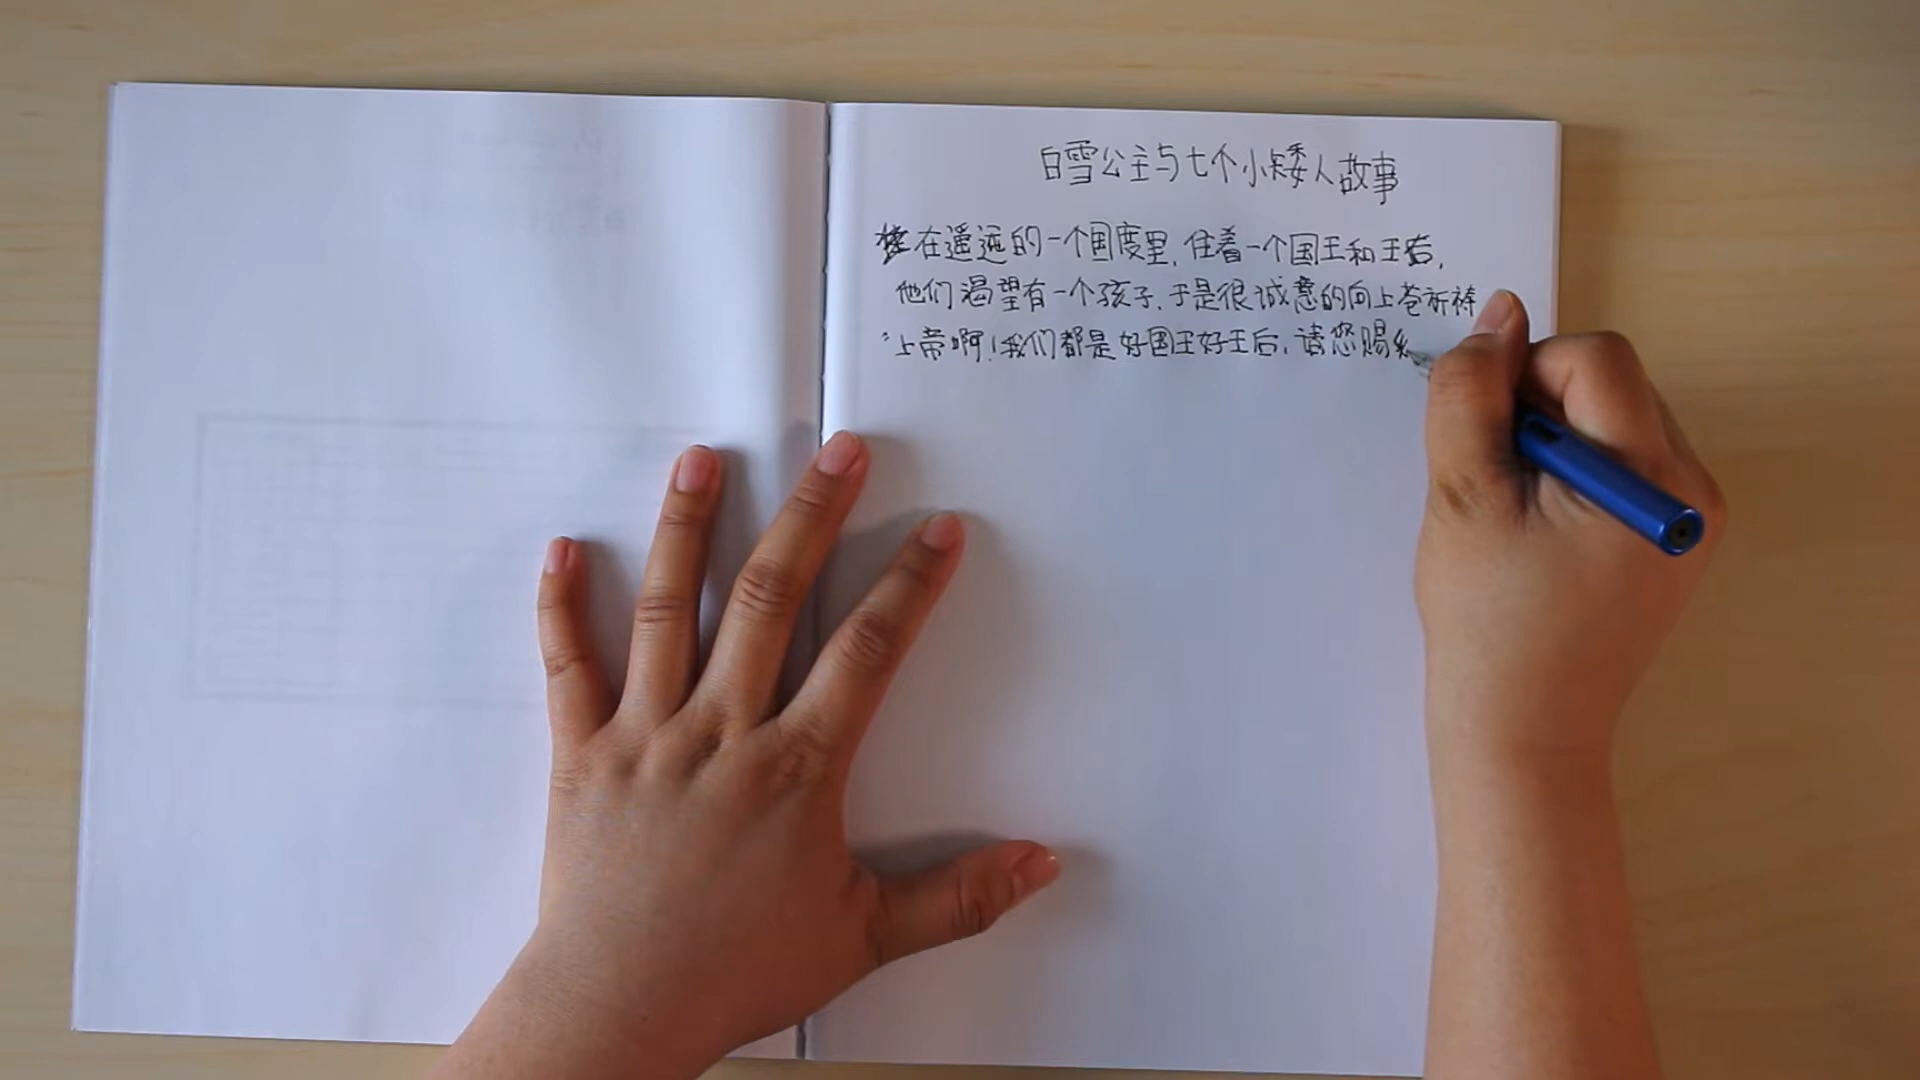 白雪公主与七个小矮人故事
在遥远的一个国度里,住着一个国王和王后,
他们渴望有一个孩子,于是很诚意的向上苍祈祷
"上帝啊!我们都是好国王好王后,请您赐